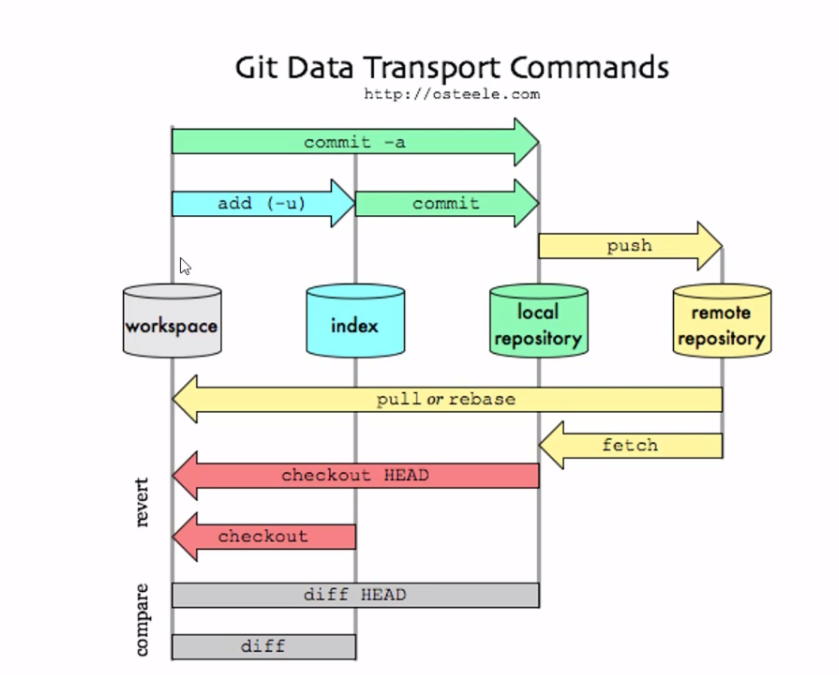 Git Data Transport Commands
http://osteele.com
commit -a
add (-u)
commit
push
workspace
index
local
repository
remote
repository
pull or rebase
fetch
revert
checkout HEAD
checkout
compare
diff HEAD
diff